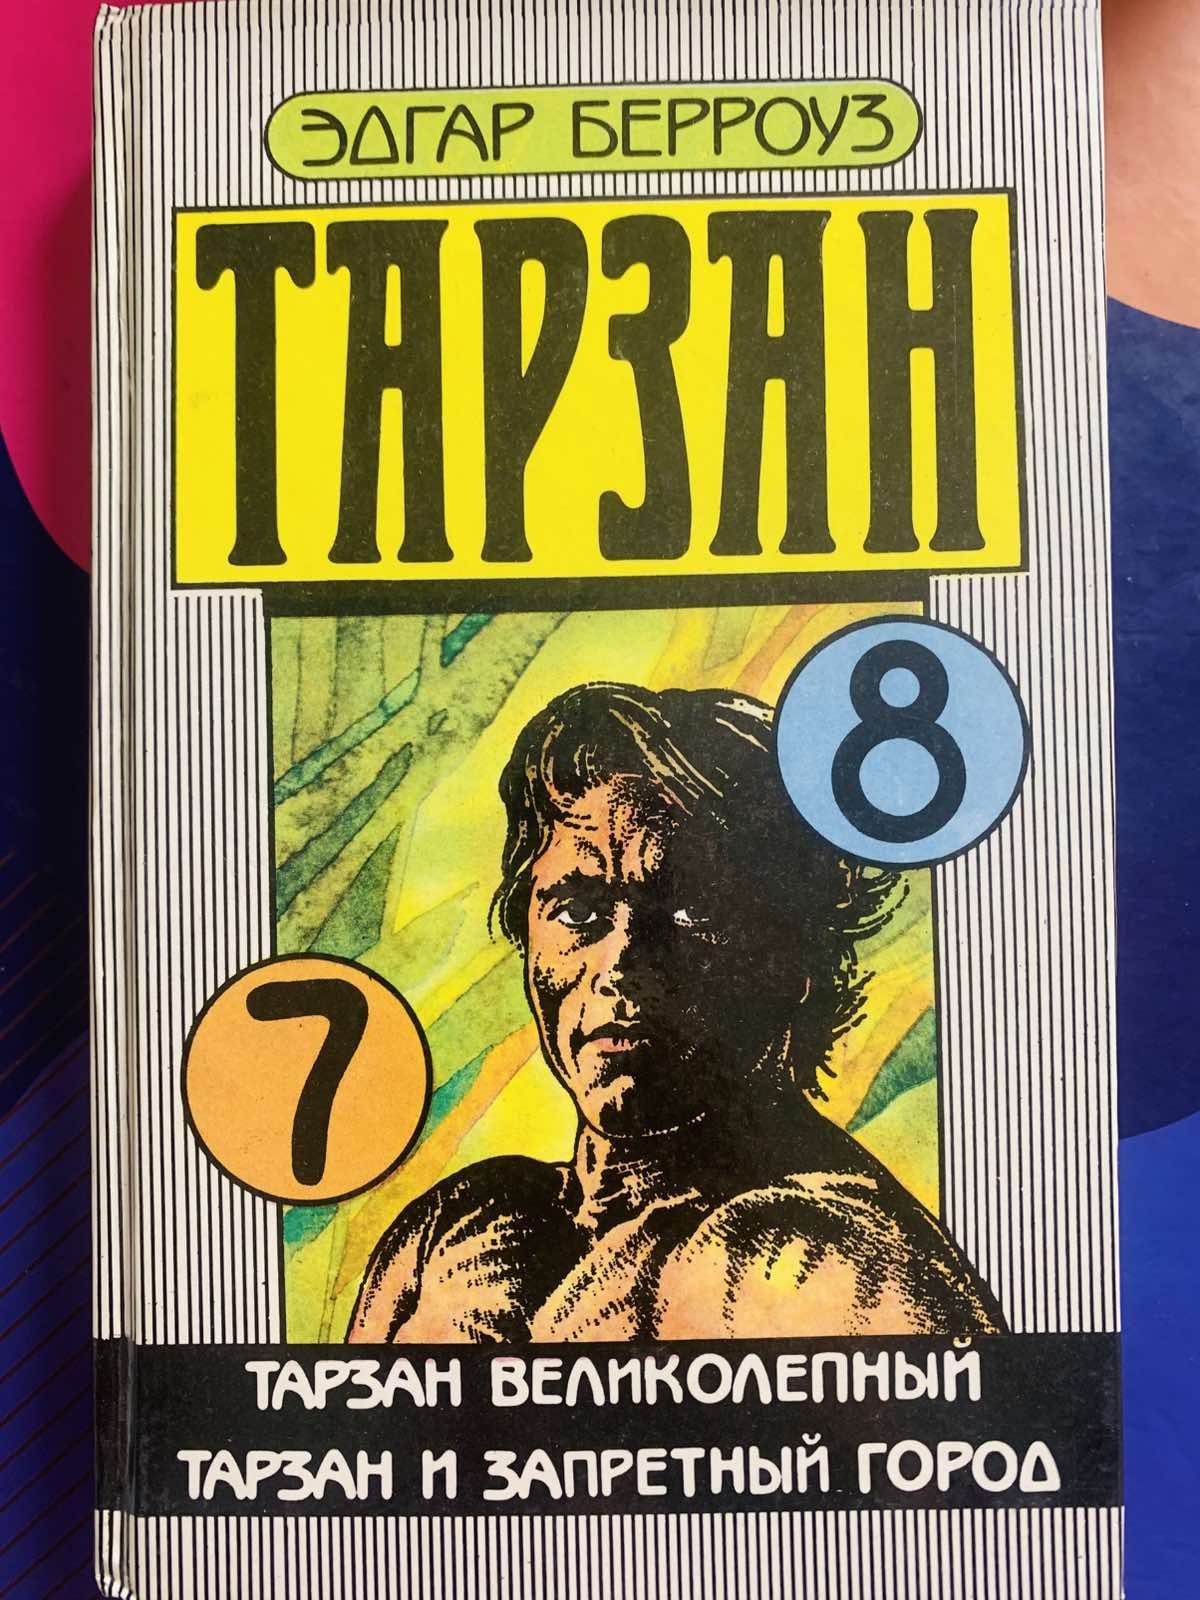 ЭДГАР БЕРРОУЗ
ТАРЗАН
8
7
ТАРЗАН ВЕЛИКОЛЕПНЫЙ
ТАРЗАН И ЗАПРЕТНЫЙ ГОРОД